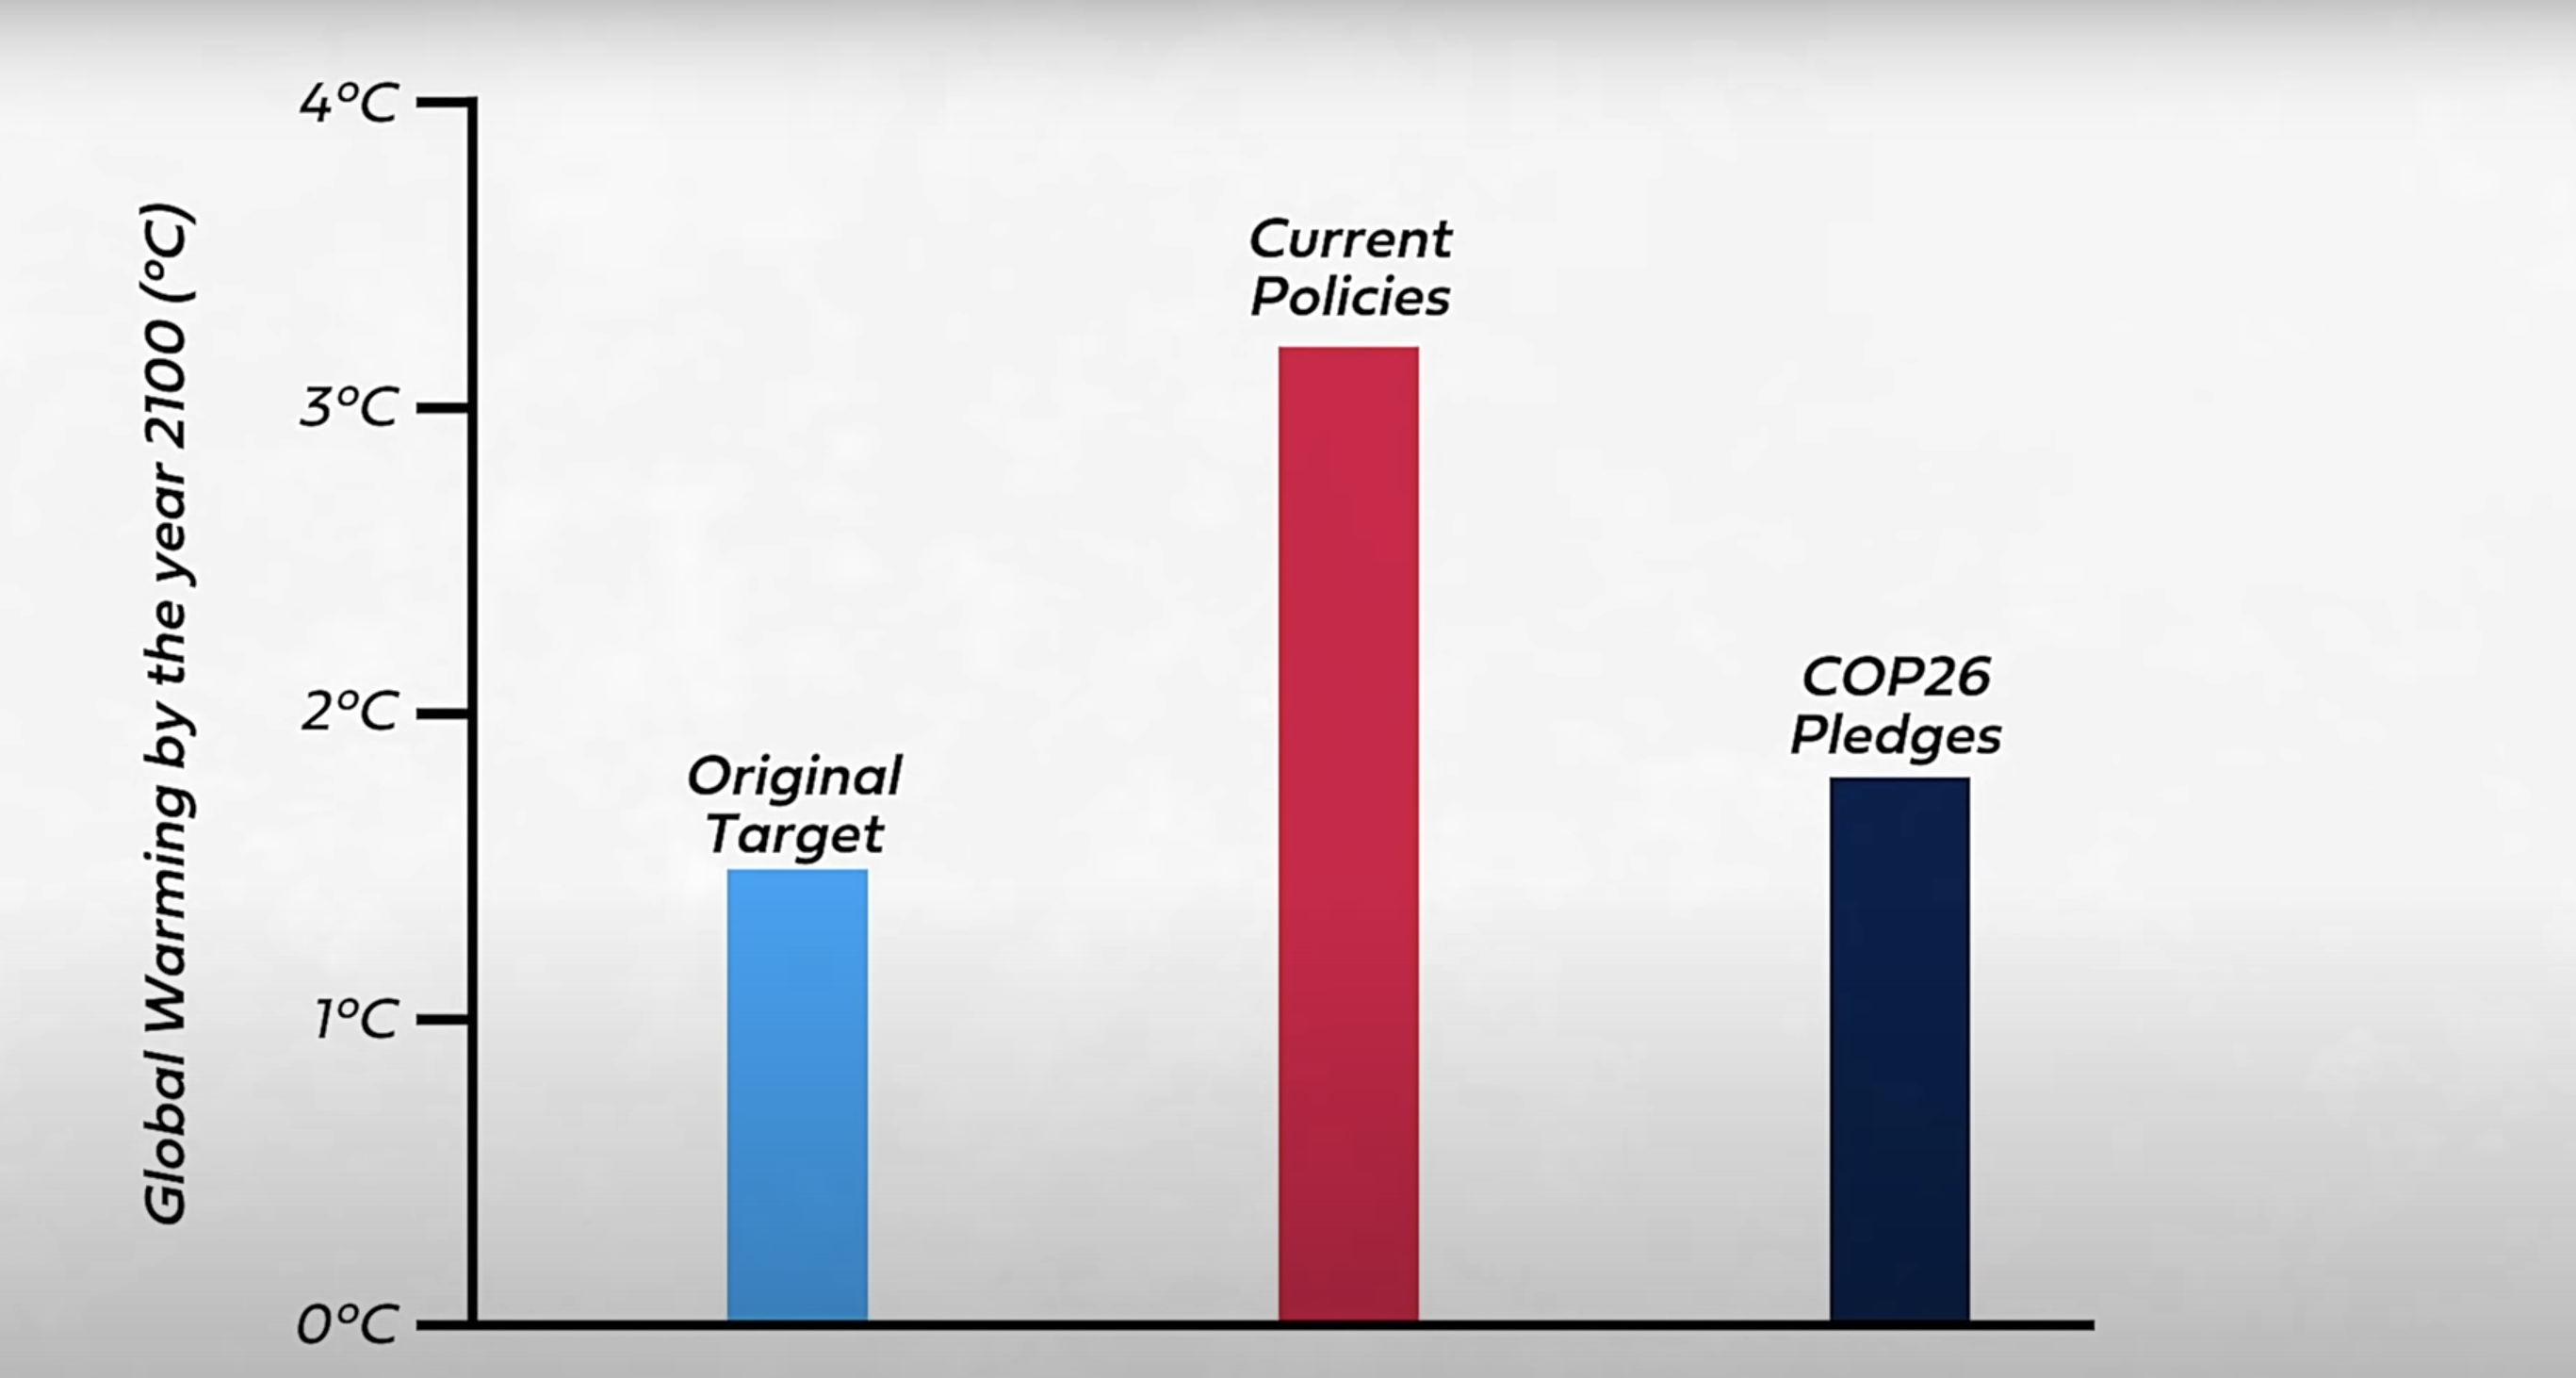 Global Warming by the year 2100 (°C)
4°C
3°C
2°C
1°C
0°C
Original
Target
Current
Policies
COP26
Pledges